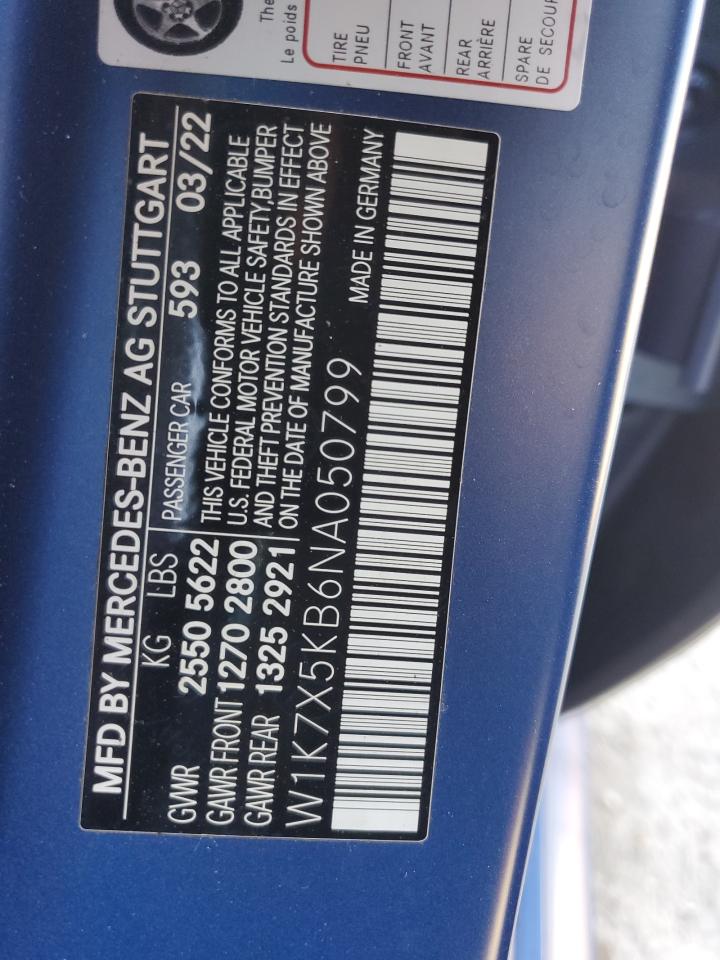 The
Le poids
TIRE
PNEU
FRONT
AVANT
REAR
ARRIÈRE
SPARE
DE SECOUR
MFD BY MERCEDES-BENZ AG STUTTGART
KG LBS PASSENGER CAR 593 03/22
GWR 2550 5622 THIS VEHICLE CONFORMS TO ALL APPLICABLE
GAWR FRONT 1270 2800 U.S. FEDERAL MOTOR VEHICLE SAFETY, BUMPER
GAWR REAR 1325 2921 AND THEFT PREVENTION STANDARDS IN EFFECT
ON THE DATE OF MANUFACTURE SHOWN ABOVE
W1K7X5KB6NA050799 MADE IN GERMANY